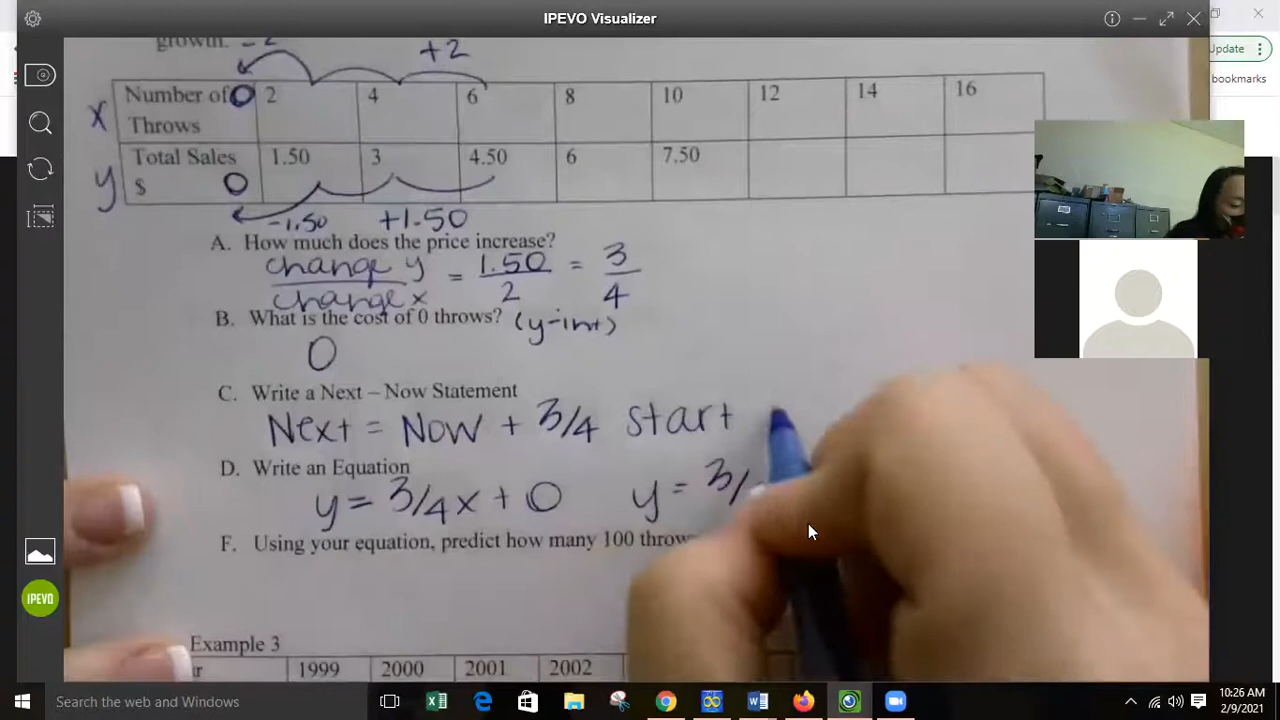 IPEVO Visualizer
Update
bookmarks
growth. - 2
+2
x Number of 0 2 4 6 8 10 12 14 16
Throws
y Total Sales 1.50 3 4.50 6 7.50
$ 0
-1.50 +1.50
A. How much does the price increase?
change y = 1.50 = 3
change x 2 4
B. What is the cost of 0 throws? (y-int)
0
C. Write a Next – Now Statement
Next = Now + 3/4 start
D. Write an Equation
y = 3/4x + 0 y = 3/
F. Using your equation, predict how many 100 throw
Example 3
1999 2000 2001 2002
IPEVO
Search the web and Windows
10:26 AM
2/9/2021